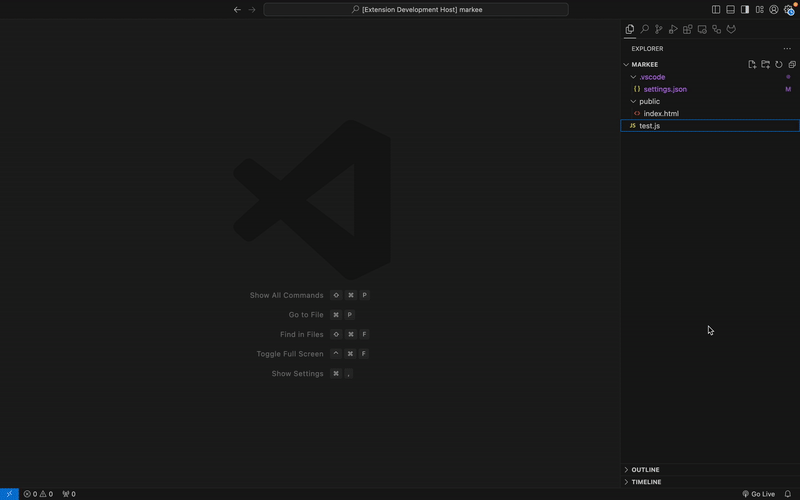 [Extension Development Host] markee
EXPLORER
MARKEE
.vscode
{} settings.json M
public
<> index.html
JS test.js
Show All Commands ⇧ ⌘ P
Go to File ⌘ P
Find in Files ⇧ ⌘ F
Toggle Full Screen ^ ⌘ F
Show Settings ⌘ ,
OUTLINE
TIMELINE
0 0 0 Go Live